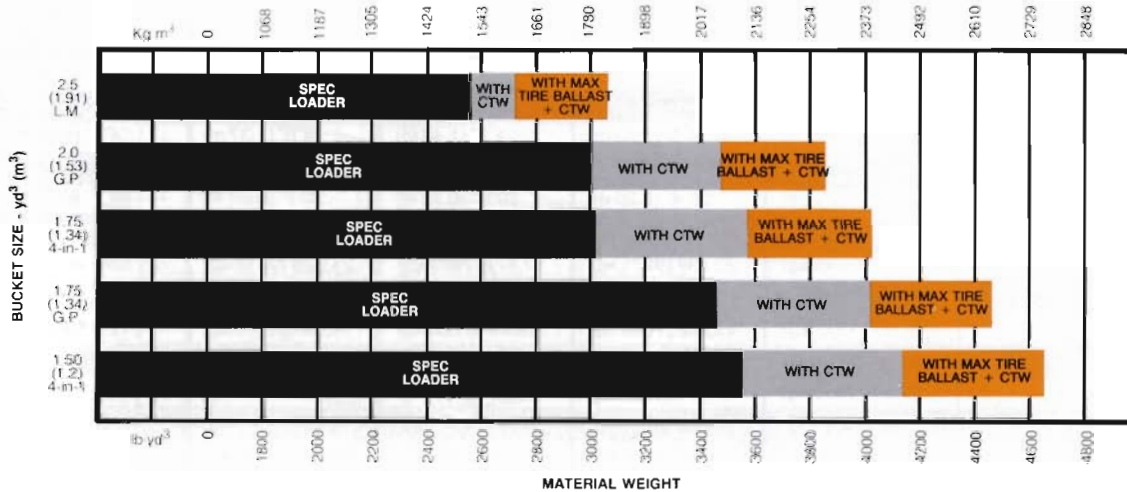 Kg m³ 0 1068 1187 1305 1424 1543 1661 1780 1898 2017 2136 2254 2373 2492 2610 2729 2848
BUCKET SIZE - yd³ (m³)
2.5
(1.91)
L.M.
SPEC
LOADER
WITH
CTW
WITH MAX
TIRE BALLAST
+ CTW
2.0
(1.53)
G.P.
SPEC
LOADER
WITH CTW
WITH MAX TIRE
BALLAST + CTW
1.75
(1.34)
4-in-1
SPEC
LOADER
WITH CTW
WITH MAX TIRE
BALLAST + CTW
1.75
(1.34)
G.P.
SPEC
LOADER
WITH CTW
WITH MAX TIRE
BALLAST + CTW
1.50
(1.2)
4-in-1
SPEC
LOADER
WITH CTW
WITH MAX TIRE
BALLAST + CTW
lb yd³ 0 1800 2000 2200 2400 2600 2800 3000 3200 3400 3600 3800 4000 4200 4400 4600 4800
MATERIAL WEIGHT